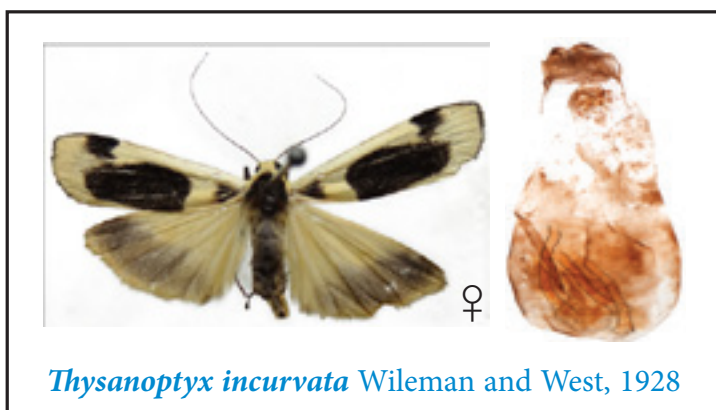 ♀
Thysanoptyx incurvata Wileman and West, 1928